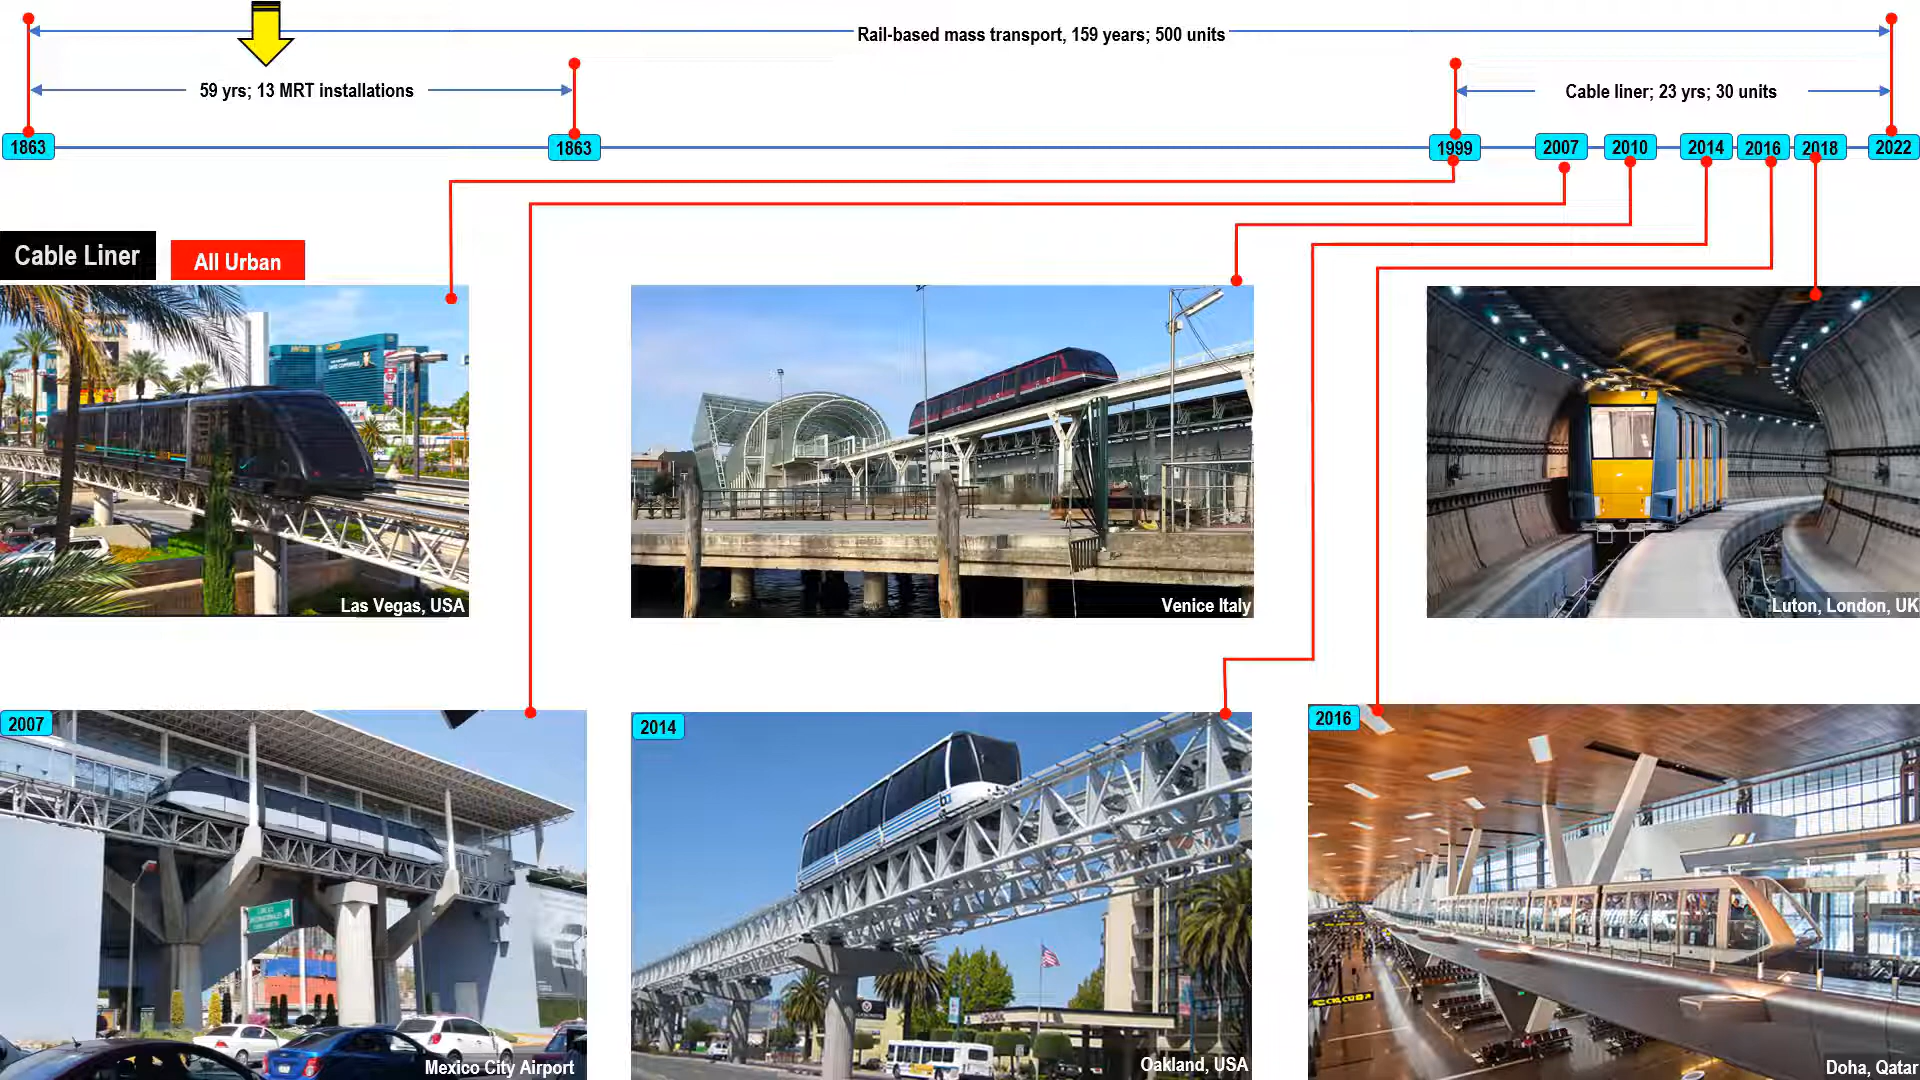 Rail-based mass transport, 159 years; 500 units
59 yrs; 13 MRT installations
Cable liner; 23 yrs; 30 units
1863
1863
1999
2007
2010
2014
2016
2018
2022
Cable Liner
All Urban
Las Vegas, USA
Venice Italy
Luton, London, UK
2007
2014
2016
Mexico City Airport
Oakland, USA
Doha, Qatar